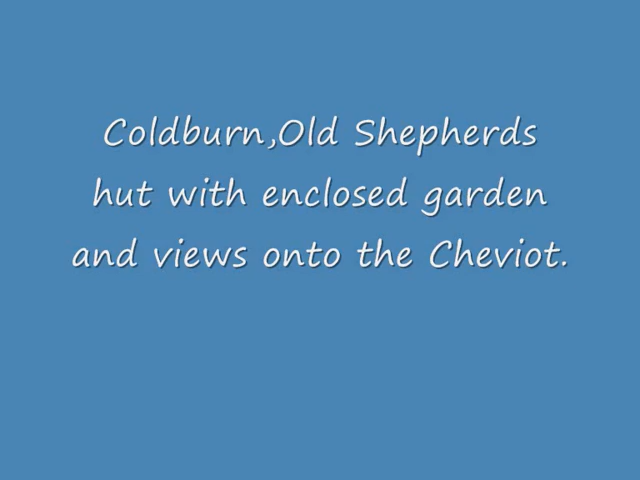 Coldburn,Old Shepherds
hut with enclosed garden
and views onto the Cheviot.